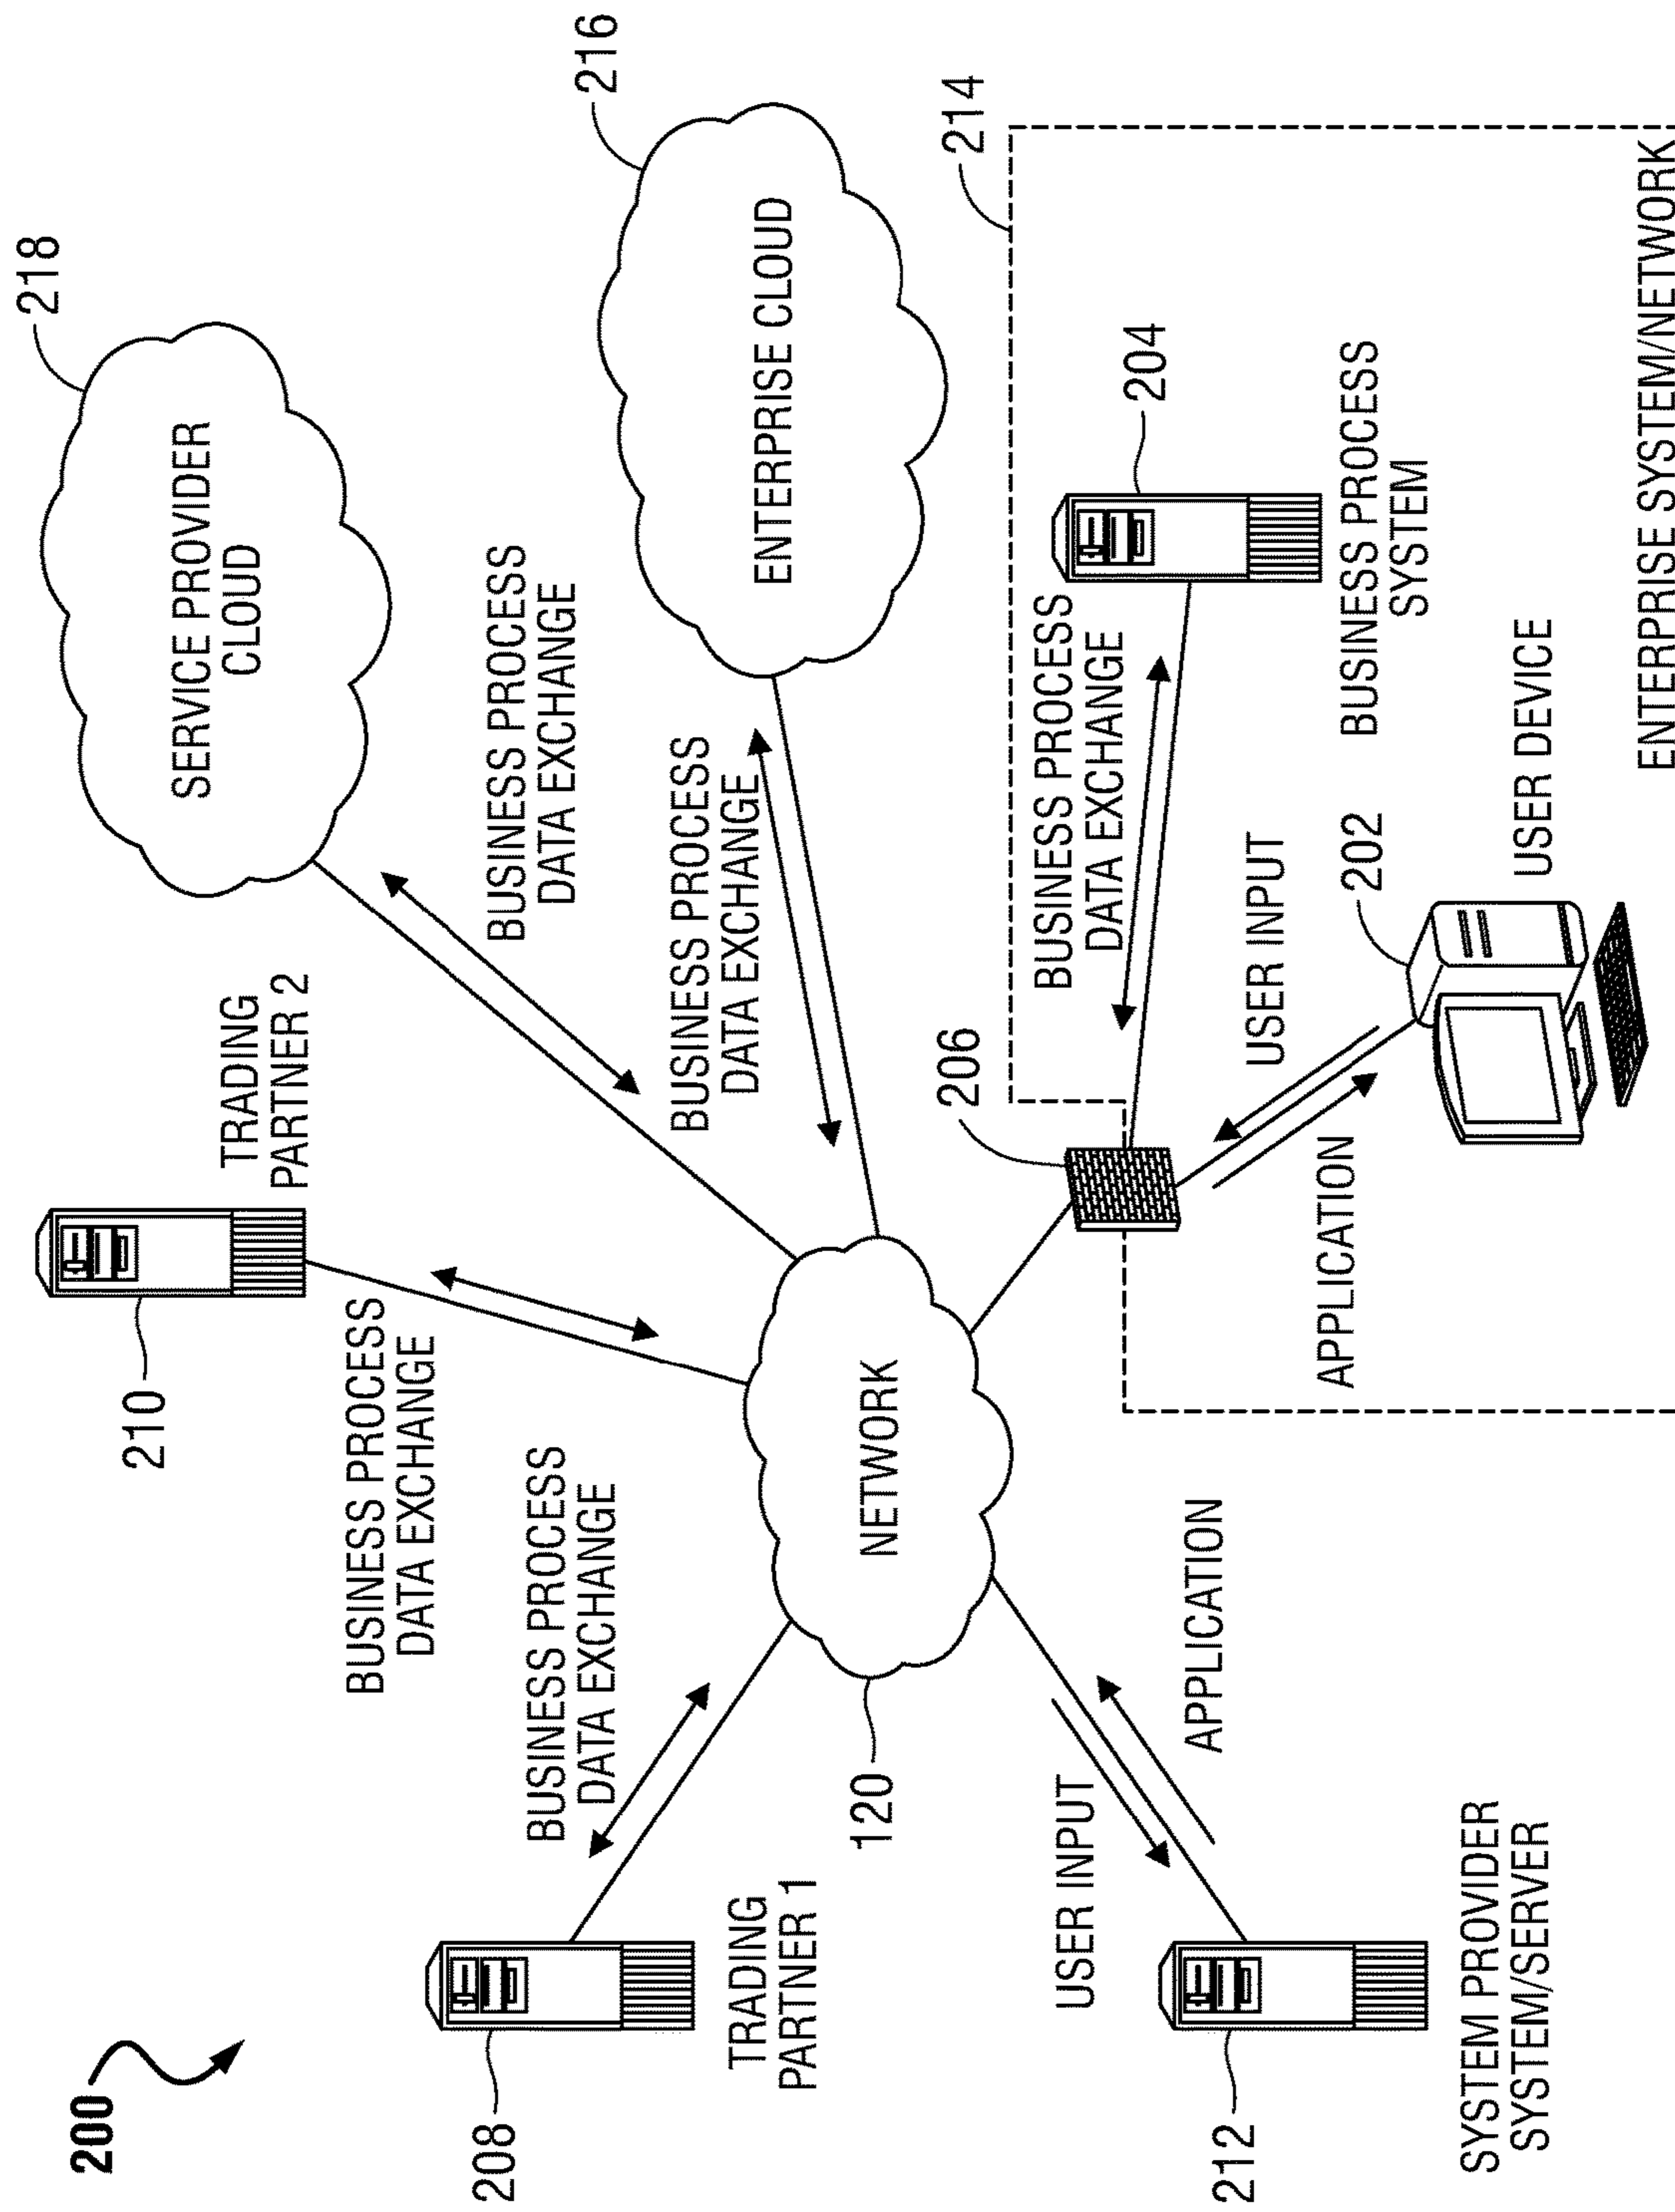 200
208
TRADING
PARTNER 1
BUSINESS PROCESS
DATA EXCHANGE
210
TRADING
PARTNER 2
BUSINESS PROCESS
DATA EXCHANGE
218
SERVICE PROVIDER
CLOUD
BUSINESS PROCESS
DATA EXCHANGE
216
ENTERPRISE CLOUD
BUSINESS PROCESS
DATA EXCHANGE
120
NETWORK
USER INPUT
APPLICATION
212
SYSTEM PROVIDER
SYSTEM/SERVER
206
214
BUSINESS PROCESS
DATA EXCHANGE
204
BUSINESS PROCESS
SYSTEM
USER INPUT
APPLICATION
202
USER DEVICE
ENTERPRISE SYSTEM/NETWORK